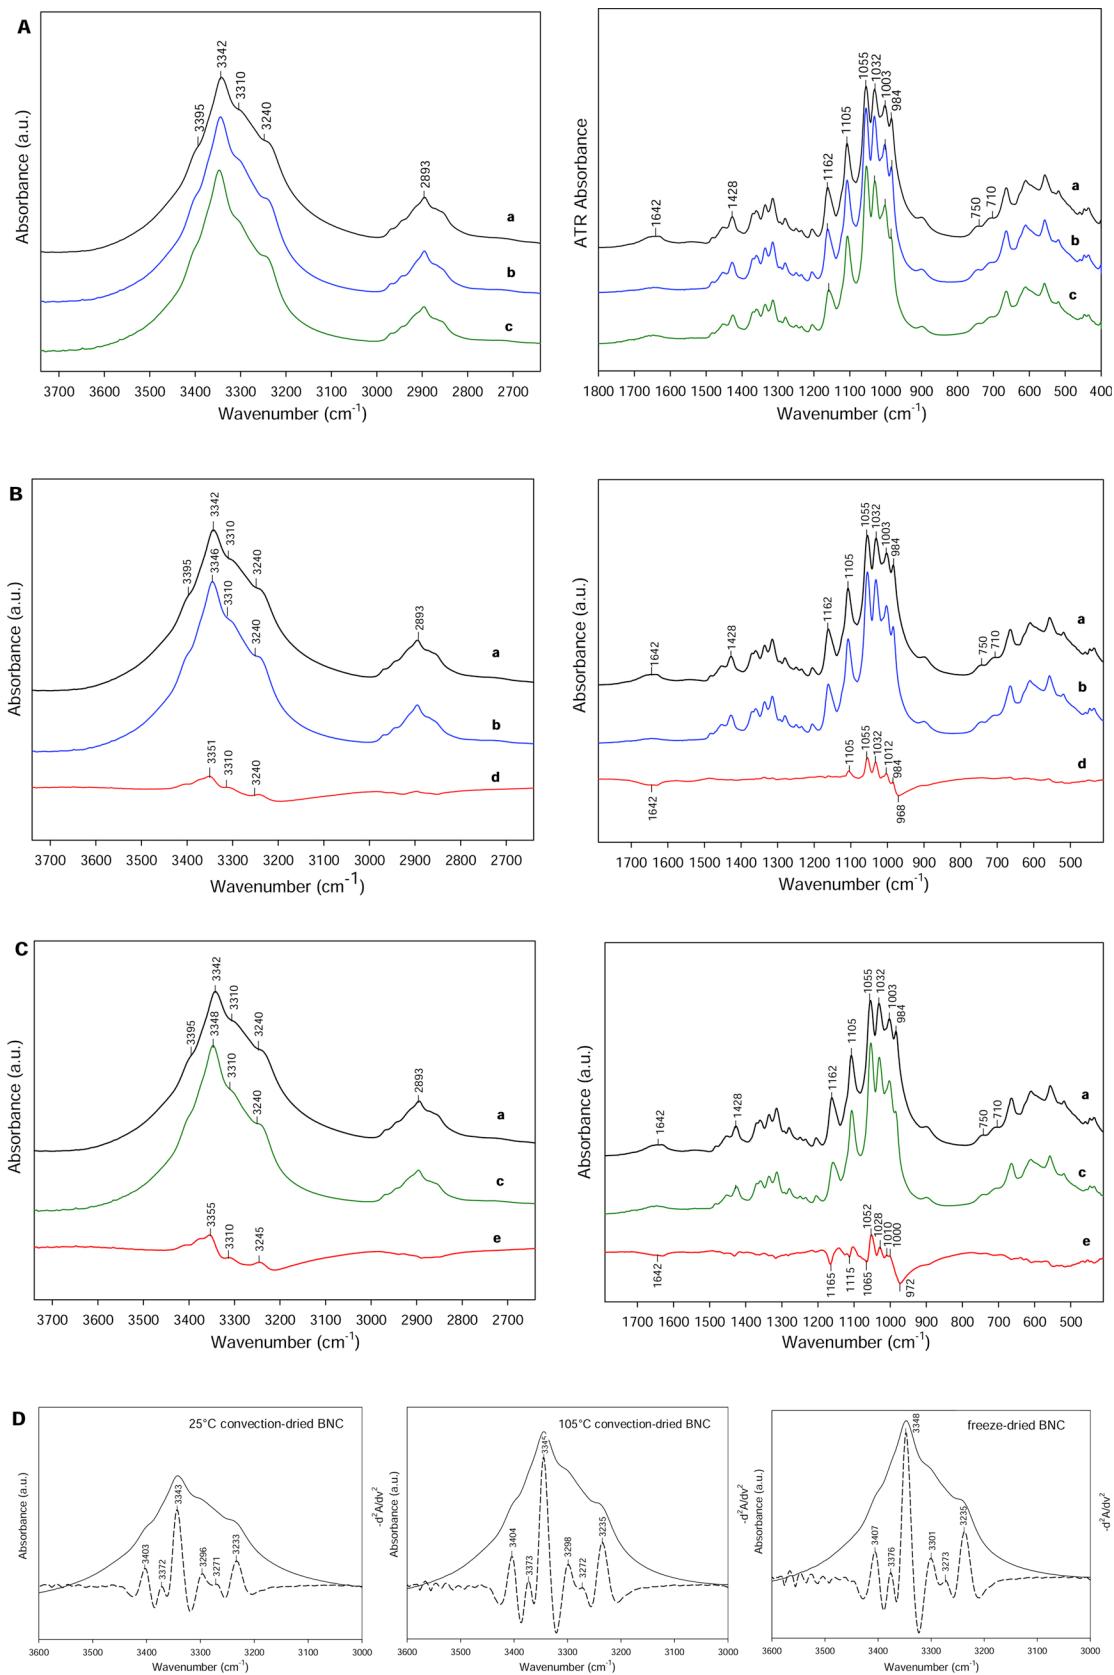 A
3342
3310
3395
3240
2893
a
b
c
Absorbance (a.u.)
3700 3600 3500 3400 3300 3200 3100 3000 2900 2800 2700
Wavenumber (cm-1)
1055
1032
1003
984
1105
1162
1428
1642
750
710
a
b
c
ATR Absorbance
1800 1700 1600 1500 1400 1300 1200 1100 1000 900 800 700 600 500 400
Wavenumber (cm-1)
B
3342
3310
3346
3395
3240
3310
3240
2893
a
b
3351
3310
3240
d
Absorbance (a.u.)
3700 3600 3500 3400 3300 3200 3100 3000 2900 2800 2700
Wavenumber (cm-1)
1055
1032
1003
984
1105
1162
1428
1642
750
710
a
b
1105
1055
1032
1012
984
d
1642
968
Absorbance (a.u.)
1700 1600 1500 1400 1300 1200 1100 1000 900 800 700 600 500
Wavenumber (cm-1)
C
3342
3310
3348
3395
3240
3310
3240
2893
a
c
3355
3310
3245
e
Absorbance (a.u.)
3700 3600 3500 3400 3300 3200 3100 3000 2900 2800 2700
Wavenumber (cm-1)
1055
1032
1003
984
1105
1162
1428
1642
750
710
a
c
1052
1028
1010
1000
e
1642
1165
1115
1065
972
Absorbance (a.u.)
1700 1600 1500 1400 1300 1200 1100 1000 900 800 700 600 500
Wavenumber (cm-1)
D
25°C convection-dried BNC
3403
3372
3343
3296
3271
3233
Absorbance (a.u.)
-d2A/dv2
3600 3500 3400 3300 3200 3100 3000
Wavenumber (cm-1)
105°C convection-dried BNC
3404
3373
3298
3272
3235
Absorbance (a.u.)
-d2A/dv2
3600 3500 3400 3300 3200 3100 3000
Wavenumber (cm-1)
freeze-dried BNC
3348
3407
3376
3301
3273
3235
-d2A/dv2
3600 3500 3400 3300 3200 3100 3000
Wavenumber (cm-1)